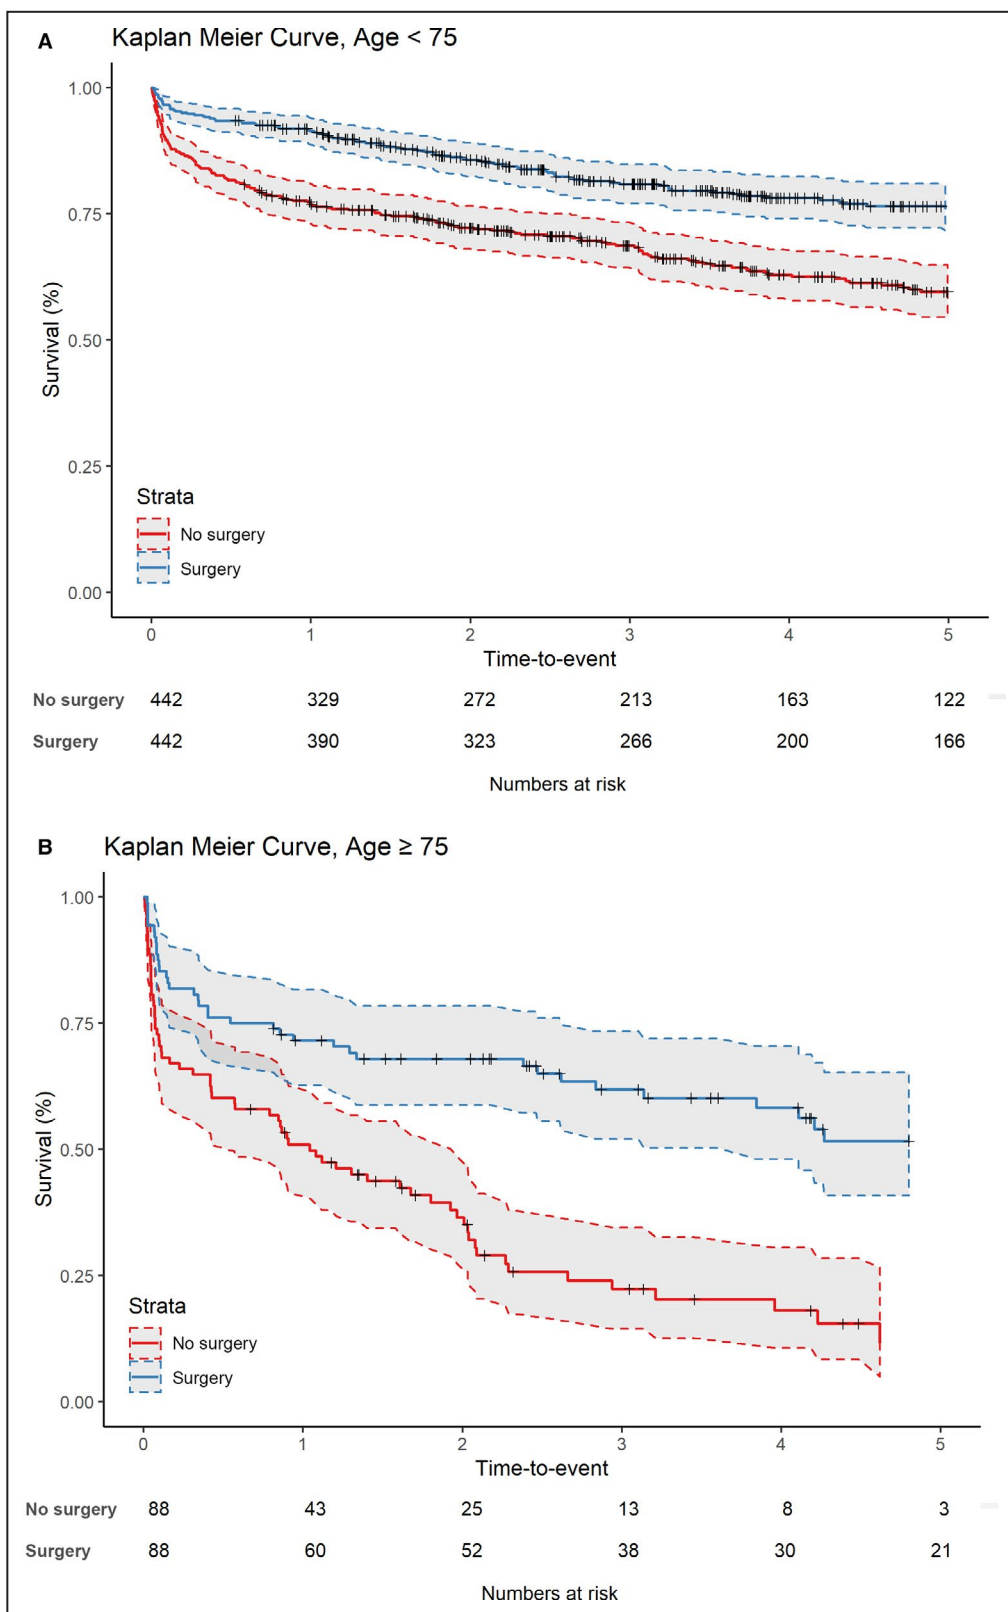 A
Kaplan Meier Curve, Age < 75
1.00
0.75
0.50
0.25
0.00
Survival (%)
Strata
No surgery
Surgery
0 1 2 3 4 5
Time-to-event
No surgery 442 329 272 213 163 122
Surgery 442 390 323 266 200 166
Numbers at risk
B
Kaplan Meier Curve, Age ≥ 75
1.00
0.75
0.50
0.25
0.00
Survival (%)
Strata
No surgery
Surgery
0 1 2 3 4 5
Time-to-event
No surgery 88 43 25 13 8 3
Surgery 88 60 52 38 30 21
Numbers at risk